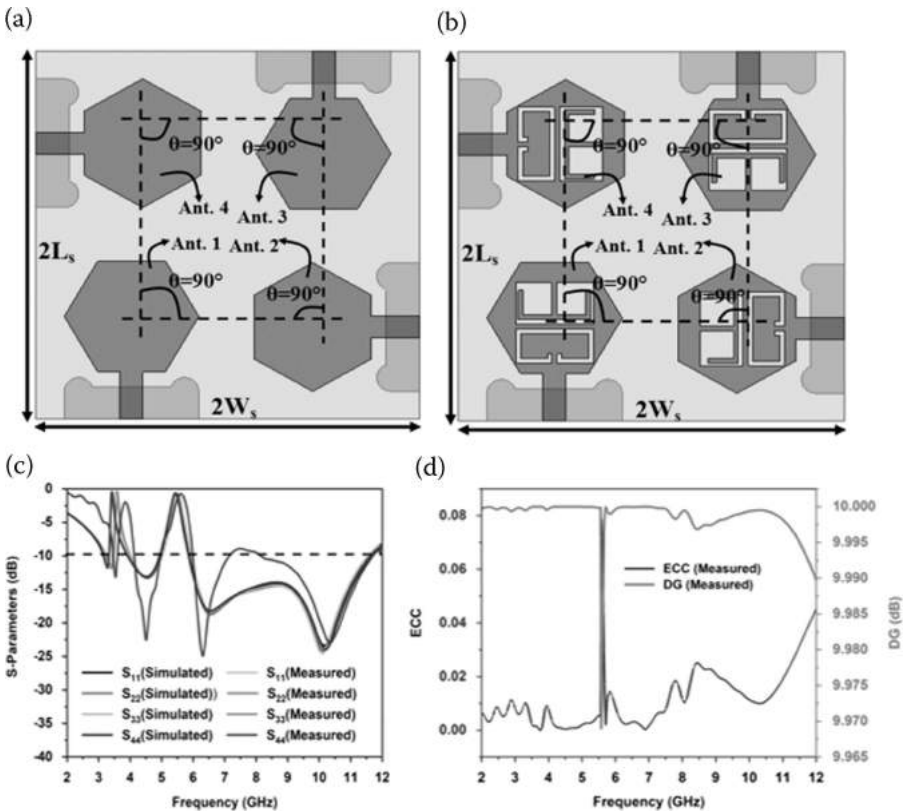 (a)
θ=90°
θ=90°
Ant. 4
Ant. 3
Ant. 1
Ant. 2
θ=90°
θ=90°
2Lₛ
2Wₛ
(b)
θ=90°
θ=90°
Ant. 4
Ant. 3
Ant. 1
Ant. 2
θ=90°
θ=90°
2Lₛ
2Wₛ
(c)
S-Parameters (dB)
0
-5
-10
-15
-20
-25
-30
-35
-40
S₁₁(Simulated)
S₁₁(Measured)
S₂₂(Simulated))
S₂₂(Measured)
S₃₃(Simulated)
S₃₃(Measured)
S₄₄(Simulated)
S₄₄(Measured)
2 3 4 5 6 7 8 9 10 11 12
Frequency (GHz)
(d)
ECC
0.08
0.06
0.04
0.02
0.00
ECC (Measured)
DG (Measured)
10.000
9.995
9.990
9.985
9.980
9.975
9.970
9.965
DG (dB)
2 3 4 5 6 7 8 9 10 11 12
Frequency (GHz)